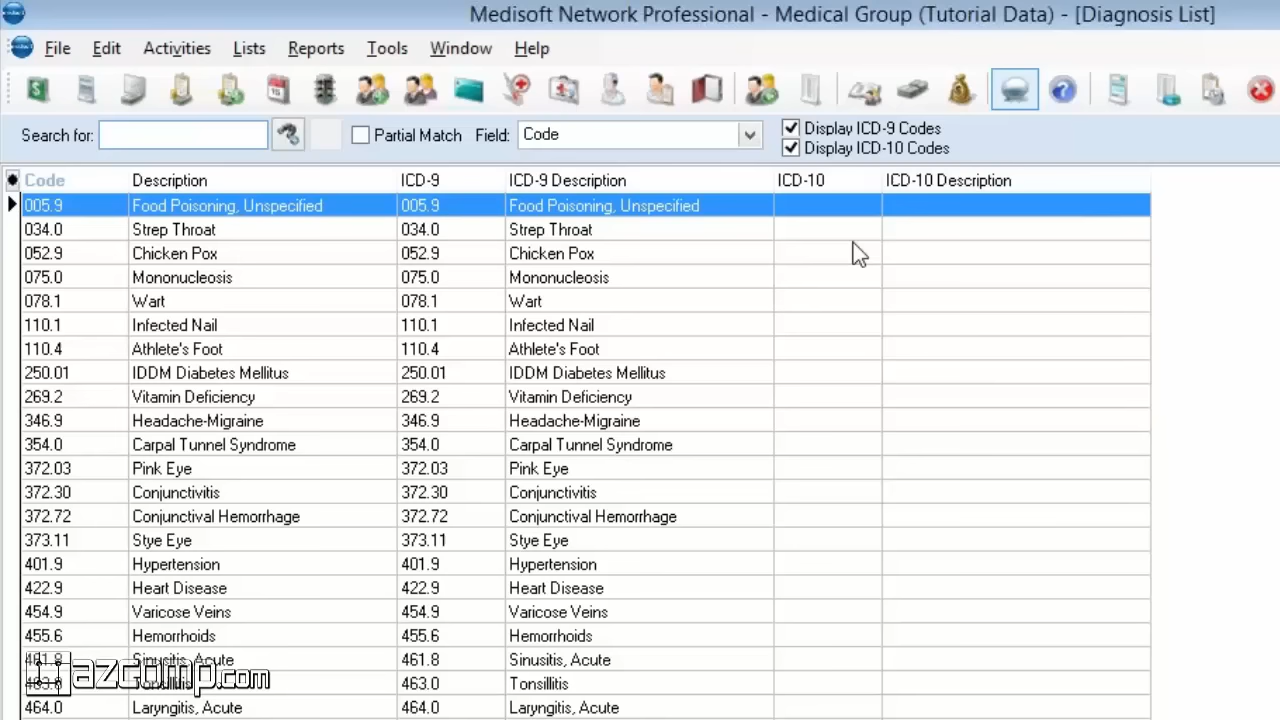 Medisoft Network Professional - Medical Group (Tutorial Data) - [Diagnosis List]
File Edit Activities Lists Reports Tools Window Help
Search for: Partial Match Field: Code Display ICD-9 Codes
Display ICD-10 Codes
Code Description ICD-9 ICD-9 Description ICD-10 ICD-10 Description
005.9 Food Poisoning, Unspecified 005.9 Food Poisoning, Unspecified
034.0 Strep Throat 034.0 Strep Throat
052.9 Chicken Pox 052.9 Chicken Pox
075.0 Mononucleosis 075.0 Mononucleosis
078.1 Wart 078.1 Wart
110.1 Infected Nail 110.1 Infected Nail
110.4 Athlete's Foot 110.4 Athlete's Foot
250.01 IDDM Diabetes Mellitus 250.01 IDDM Diabetes Mellitus
269.2 Vitamin Deficiency 269.2 Vitamin Deficiency
346.9 Headache-Migraine 346.9 Headache-Migraine
354.0 Carpal Tunnel Syndrome 354.0 Carpal Tunnel Syndrome
372.03 Pink Eye 372.03 Pink Eye
372.30 Conjunctivitis 372.30 Conjunctivitis
372.72 Conjunctival Hemorrhage 372.72 Conjunctival Hemorrhage
373.11 Stye Eye 373.11 Stye Eye
401.9 Hypertension 401.9 Hypertension
422.9 Heart Disease 422.9 Heart Disease
454.9 Varicose Veins 454.9 Varicose Veins
455.6 Hemorrhoids 455.6 Hemorrhoids
461.8 Sinusitis, Acute 461.8 Sinusitis, Acute
azcomp.com
463.0 Tonsillitis 463.0 Tonsillitis
464.0 Laryngitis, Acute 464.0 Laryngitis, Acute